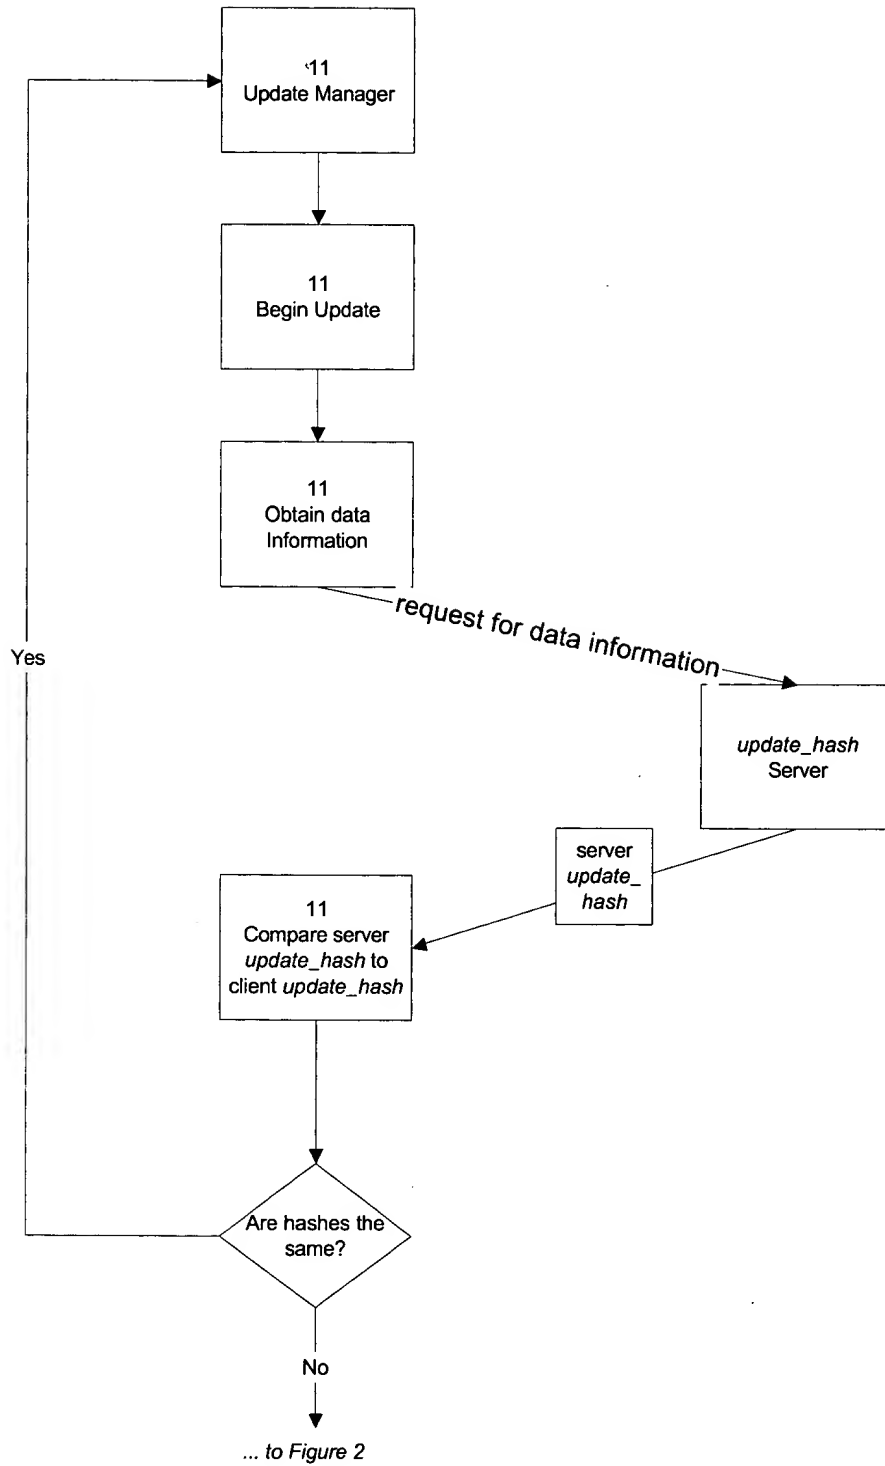 11
Update Manager
11
Begin Update
11
Obtain data
Information
request for data information
Yes
update_hash
Server
server
update_
hash
11
Compare server
update_hash to
client update_hash
Are hashes the
same?
No
... to Figure 2